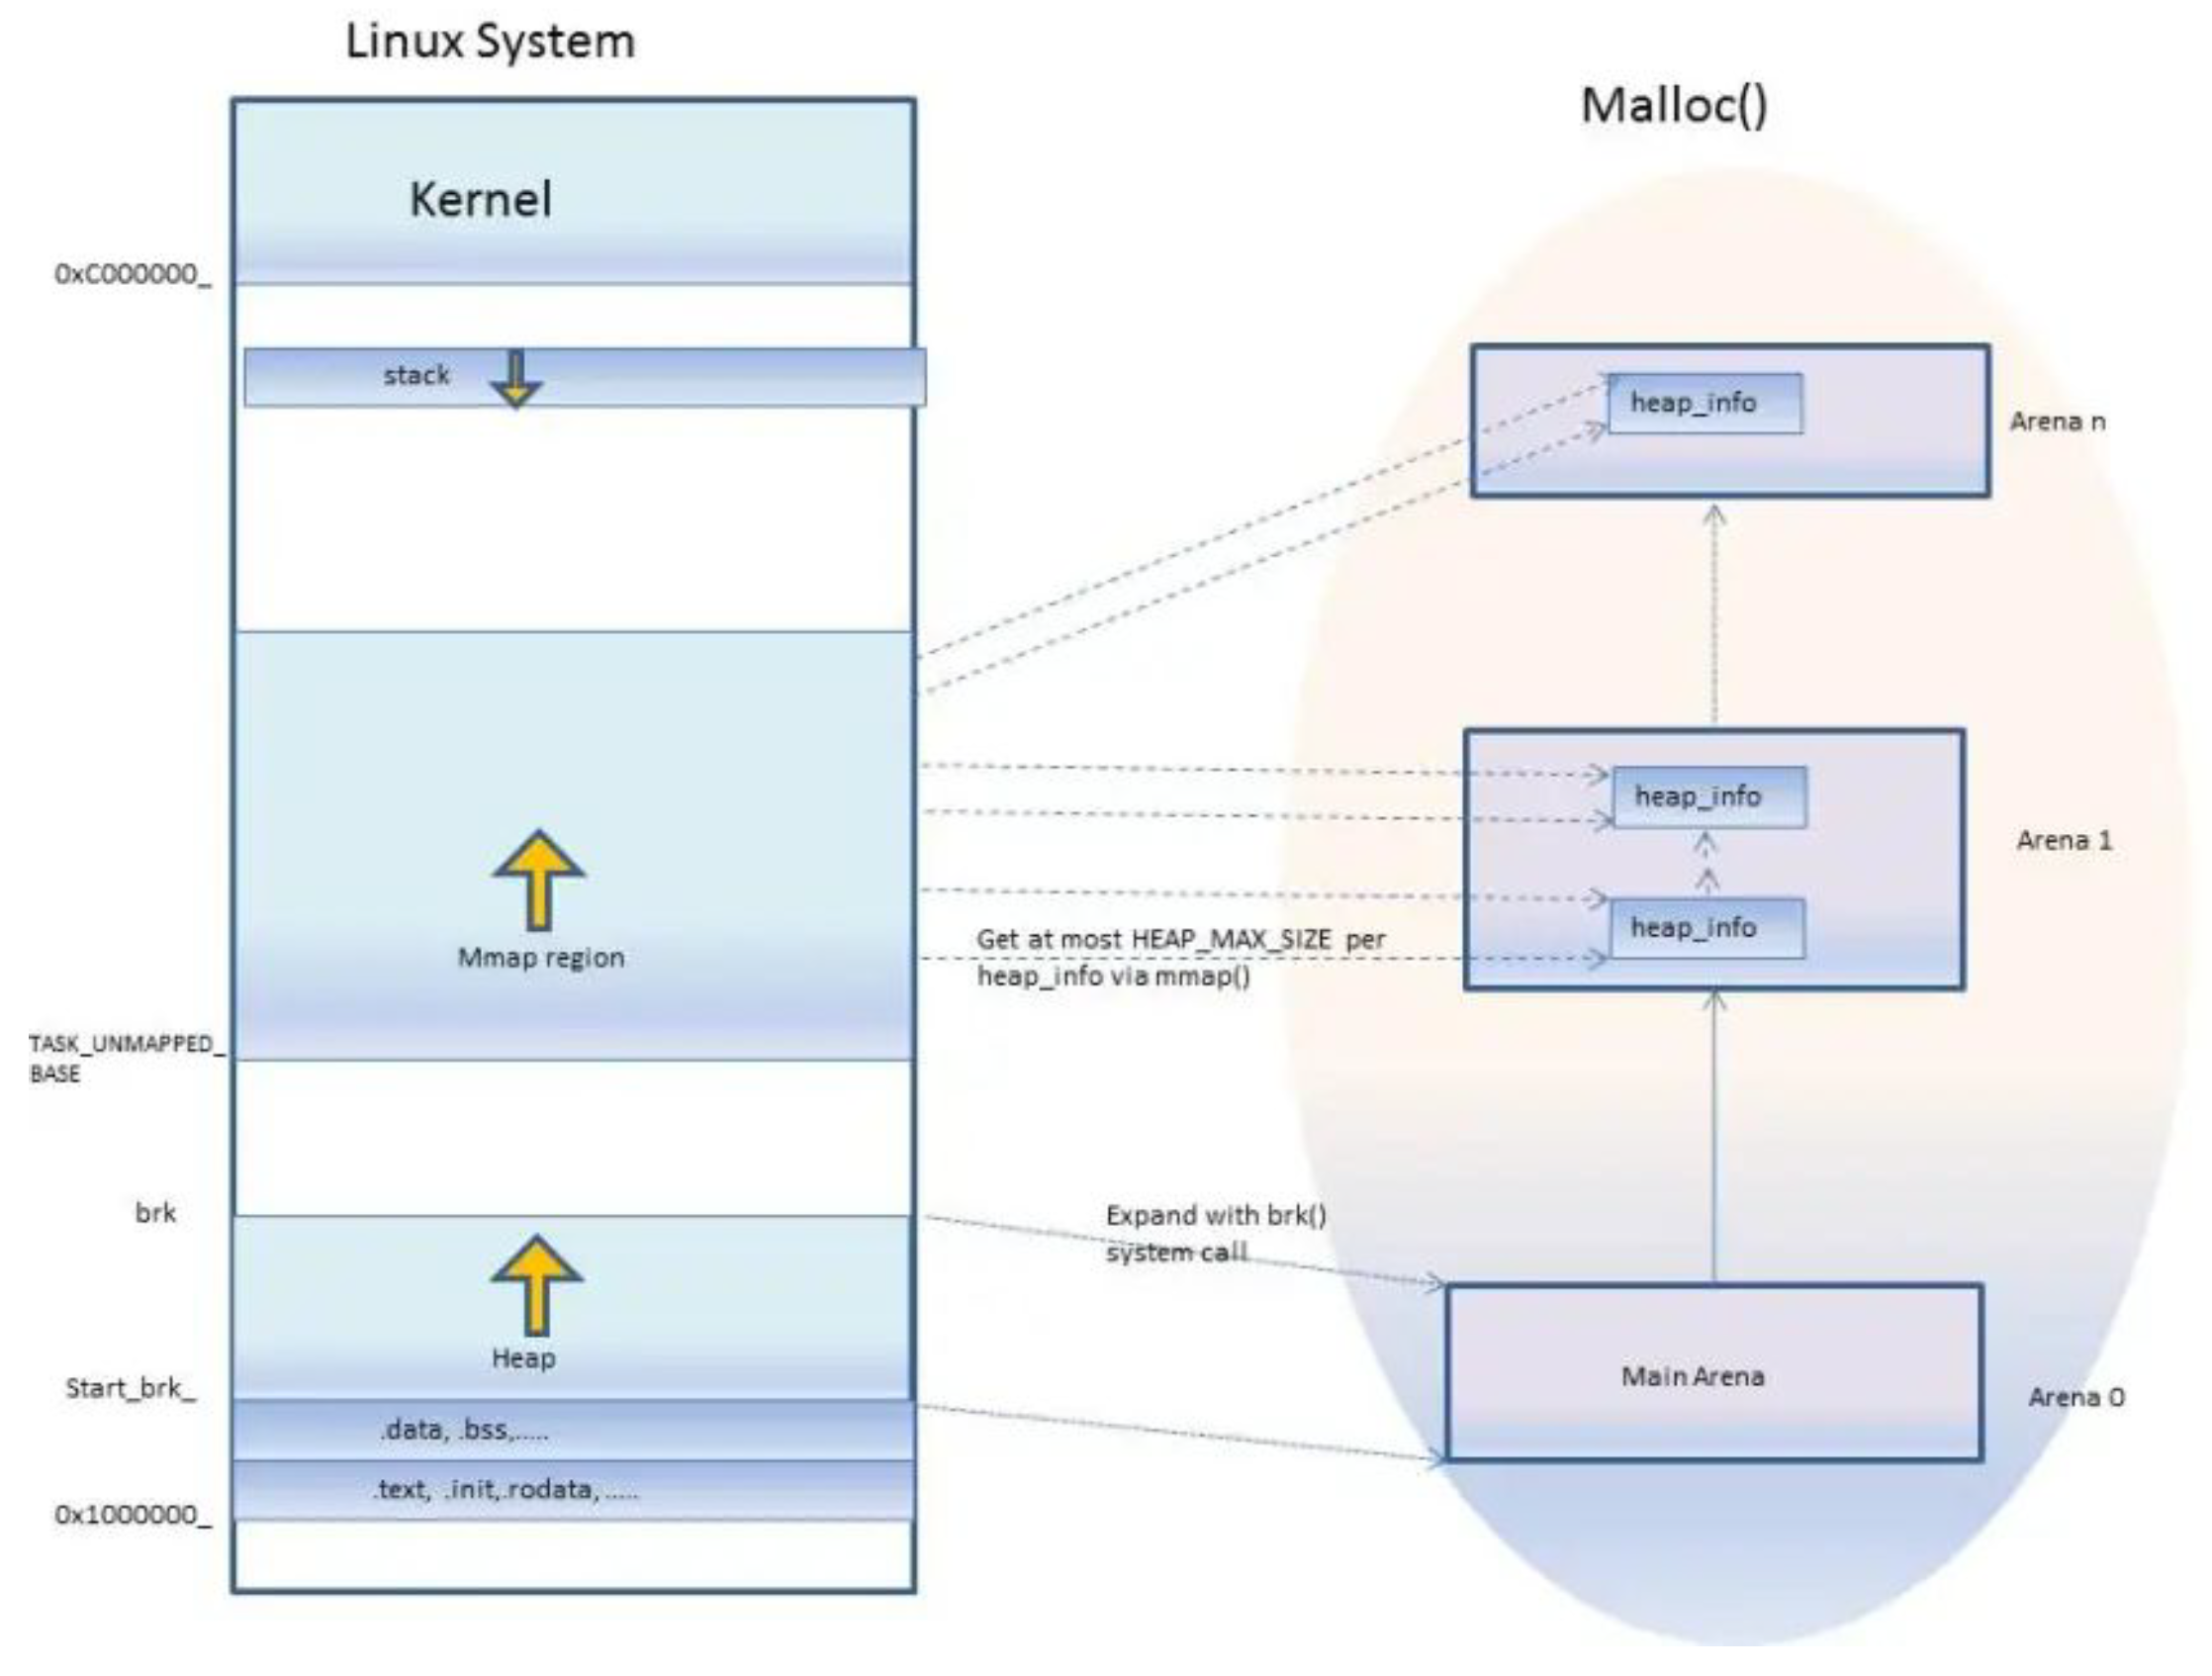 Linux System
Malloc()
Kernel
0xC000000_
stack
heap_info
Arena n
heap_info
Arena 1
heap_info
Get at most HEAP_MAX_SIZE per
heap_info via mmap()
Mmap region
TASK_UNMAPPED_
BASE
brk
Expand with brk()
system call
Heap
Main Arena
Start_brk_
Arena 0
.data, .bss,.....
.text, .init,.rodata, .....
0x1000000_